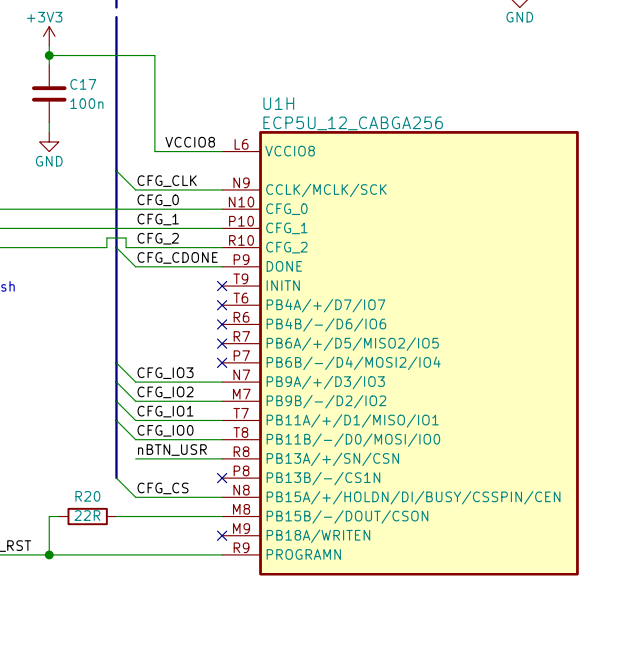 +3V3
GND
C17
100n
GND
U1H
ECP5U_12_CABGA256
VCCIO8 L6 VCCIO8
CFG_CLK N9 CCLK/MCLK/SCK
CFG_0 N10 CFG_0
CFG_1 P10 CFG_1
CFG_2 R10 CFG_2
CFG_CDONE P9 DONE
sh
T9 INITN
T6 PB4A/+/D7/IO7
R6 PB4B/-/D6/IO6
R7 PB6A/+/D5/MISO2/IO5
P7 PB6B/-/D4/MOSI2/IO4
CFG_IO3 N7 PB9A/+/D3/IO3
CFG_IO2 M7 PB9B/-/D2/IO2
CFG_IO1 T7 PB11A/+/D1/MISO/IO1
CFG_IO0 T8 PB11B/-/D0/MOSI/IO0
nBTN_USR R8 PB13A/+/SN/CSN
P8 PB13B/-/CS1N
CFG_CS N8 PB15A/+/HOLDN/DI/BUSY/CSSPIN/CEN
R20
22R M8 PB15B/-/DOUT/CSON
M9 PB18A/WRITEN
_RST R9 PROGRAMN